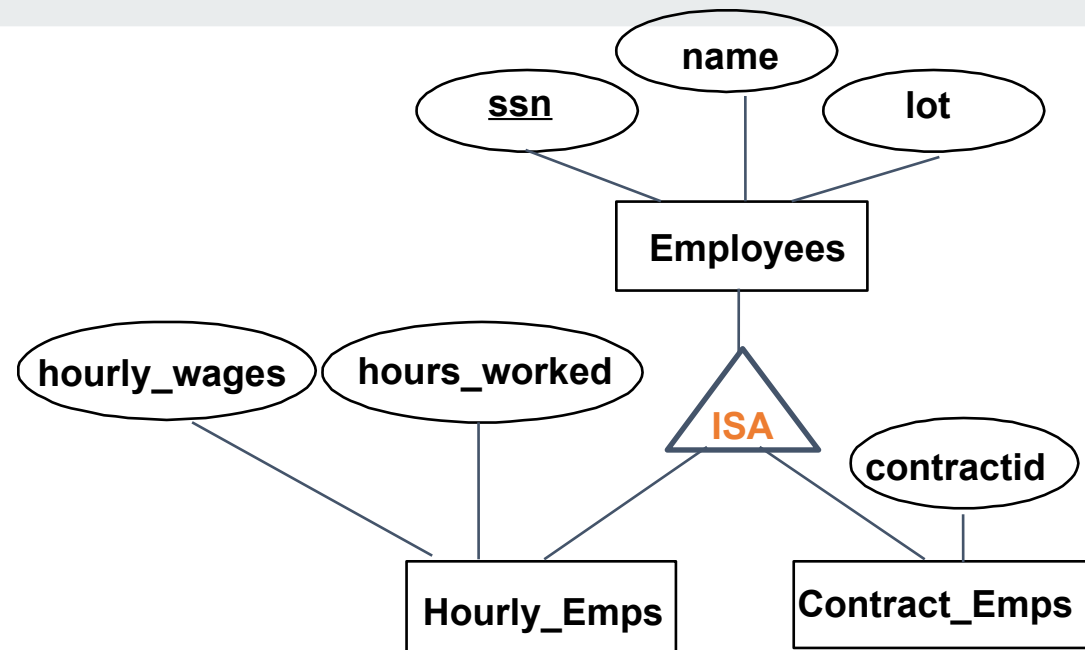 name
ssn
lot
Employees
hourly_wages
hours_worked
ISA
contractid
Hourly_Emps
Contract_Emps